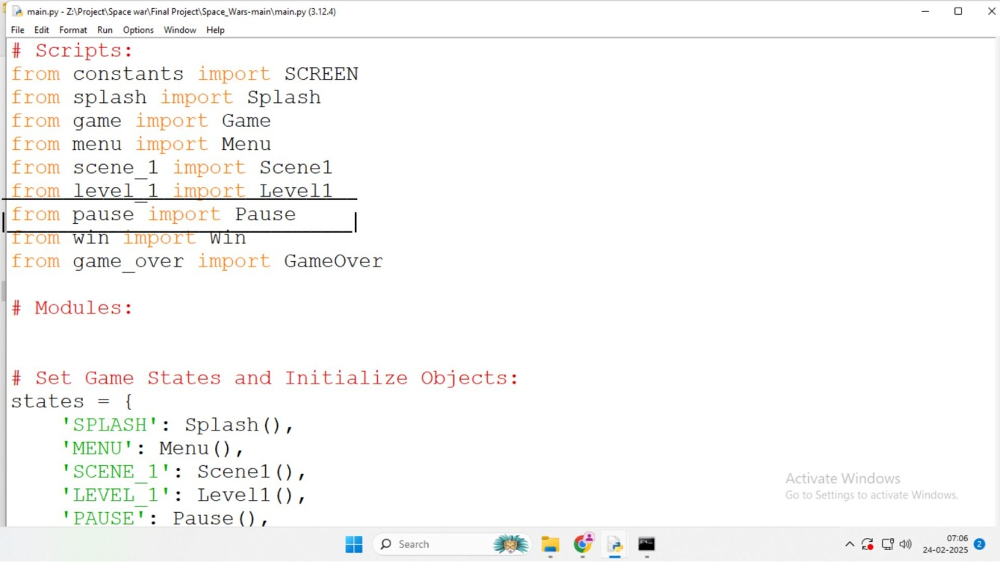 main.py - Z:\Project\Space war\Final Project\Space_Wars-main\main.py (3.12.4)
File Edit Format Run Options Window Help
# Scripts:
from constants import SCREEN
from splash import Splash
from game import Game
from menu import Menu
from scene_1 import Scene1
from level_1 import Level1
from pause import Pause
from win import Win
from game_over import GameOver
# Modules:
# Set Game States and Initialize Objects:
states = {
'SPLASH': Splash(),
'MENU': Menu(),
'SCENE_1': Scene1(),
'LEVEL_1': Level1(),
'PAUSE': Pause(),
Activate Windows
Go to Settings to activate Windows.
Search
07:06
24-02-2025
2